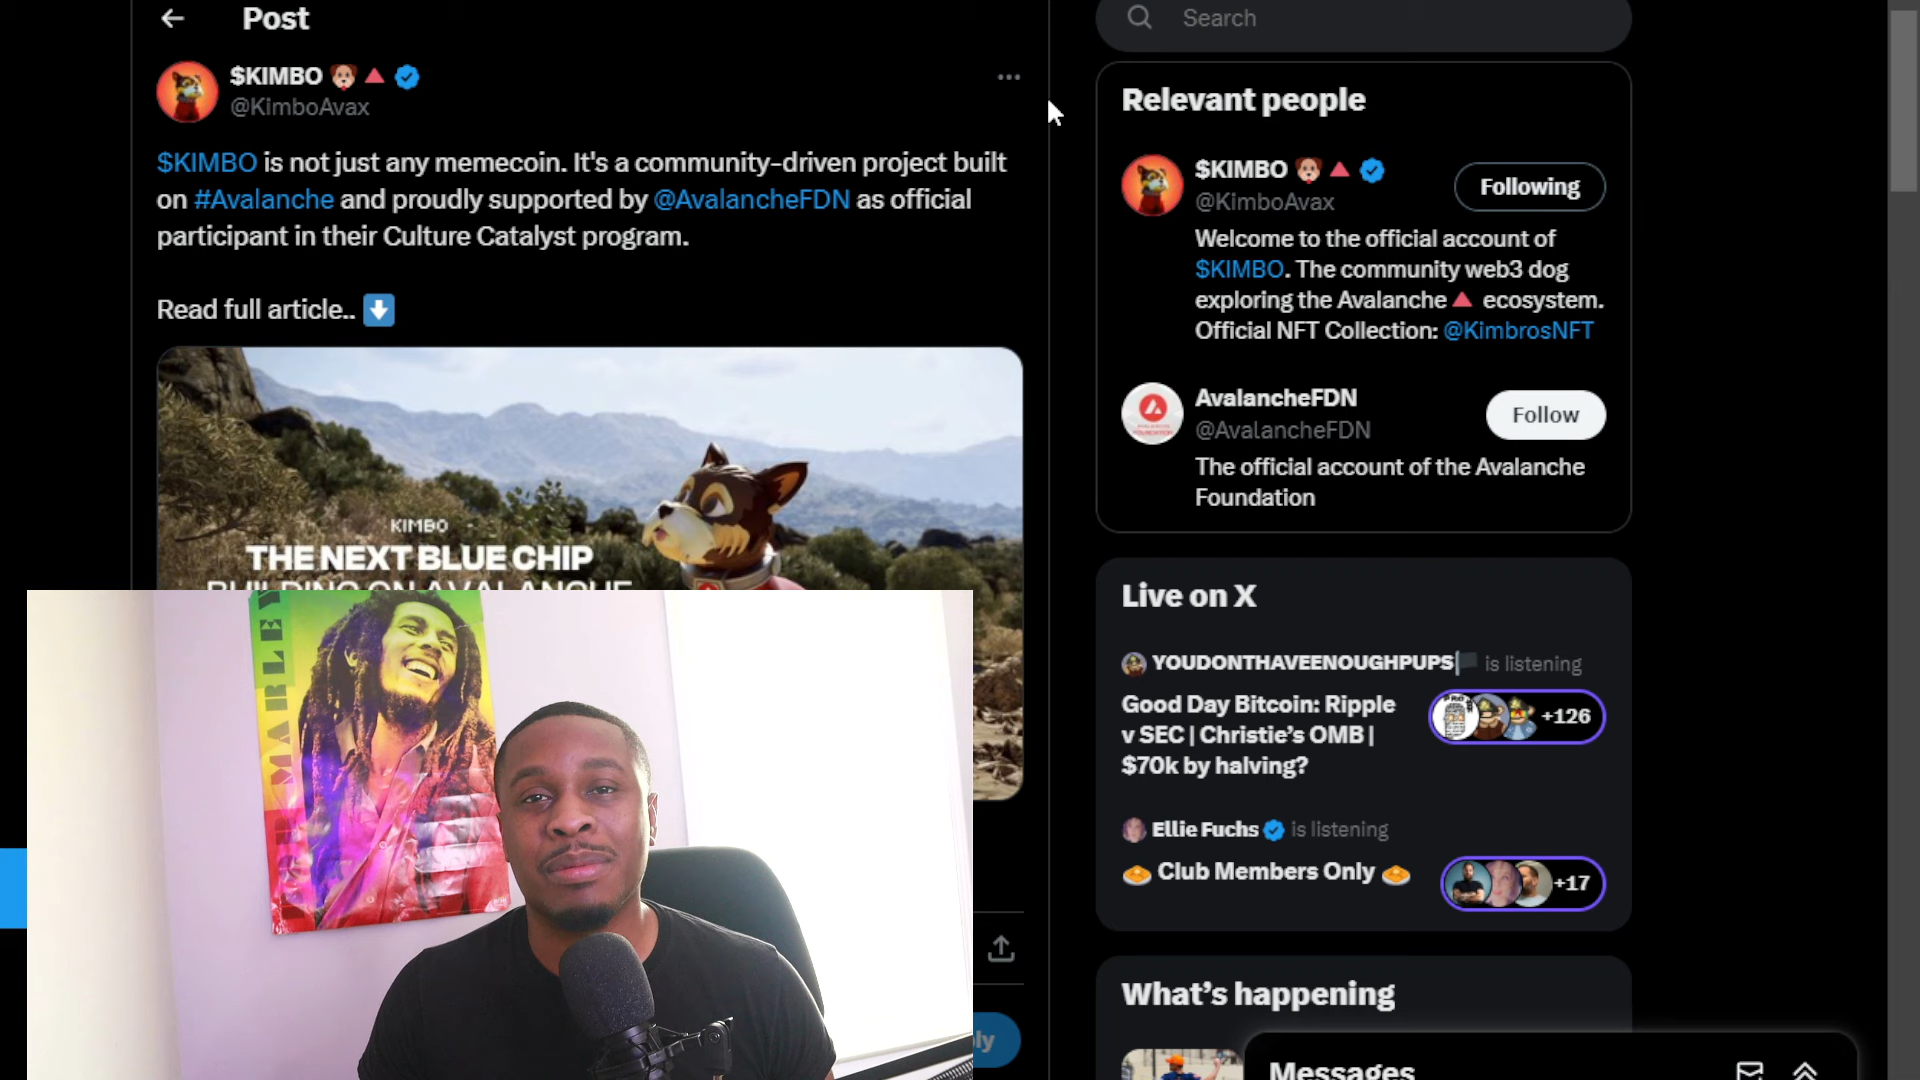 Post
$KIMBO
@KimboAvax
$KIMBO is not just any memecoin. It's a community-driven project built
on #Avalanche and proudly supported by @AvalancheFDN as official
participant in their Culture Catalyst program.
Read full article..
KIMBO
THE NEXT BLUE CHIP
BUILDING ON AVALANCHE
MARLEY
Search
Relevant people
$KIMBO
@KimboAvax
Following
Welcome to the official account of
$KIMBO. The community web3 dog
exploring the Avalanche ecosystem.
Official NFT Collection: @KimbrosNFT
AvalancheFDN
@AvalancheFDN
Follow
The official account of the Avalanche
Foundation
Live on X
YOUDONTHAVEENOUGHPUPS is listening
Good Day Bitcoin: Ripple
v SEC | Christie's OMB |
$70k by halving?
+126
Ellie Fuchs is listening
Club Members Only
+17
What's happening
Messages